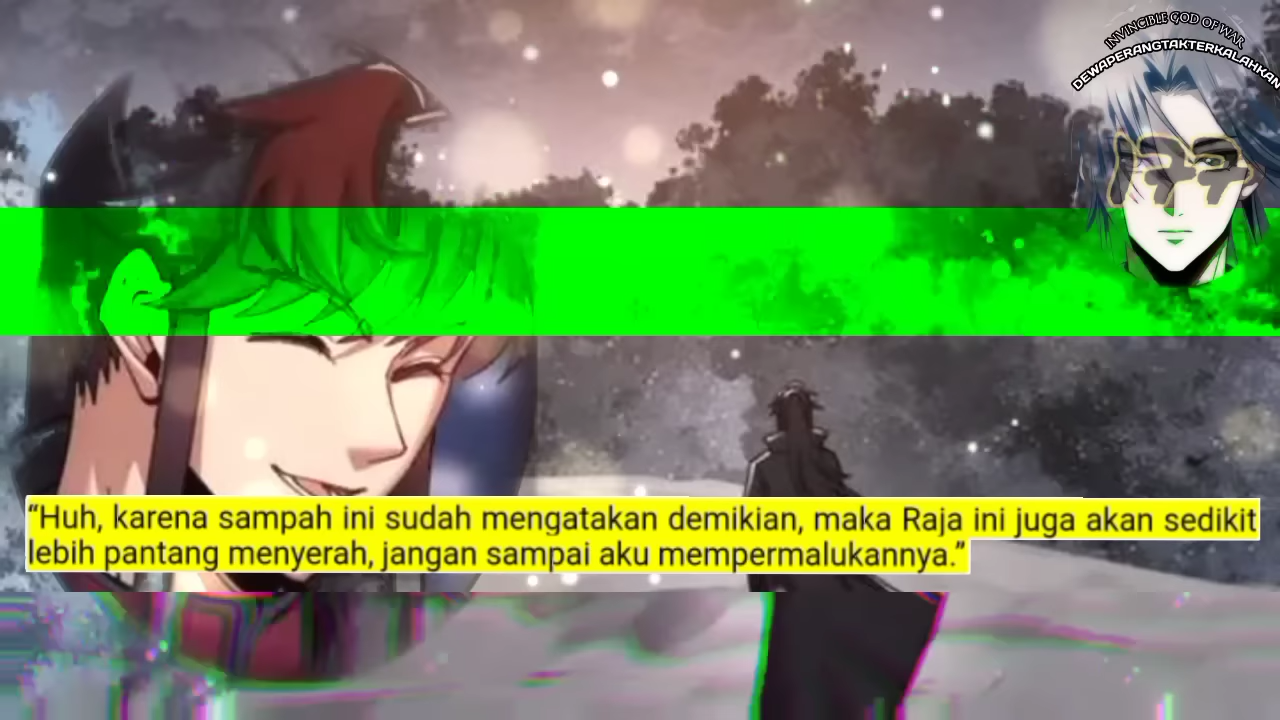 INVINCIBLE GOD OF WAR
DEWAPERANGTAKTERKALAHKAN
“Huh, karena sampah ini sudah mengatakan demikian, maka Raja ini juga akan sedikit
lebih pantang menyerah, jangan sampai aku mempermalukannya.”